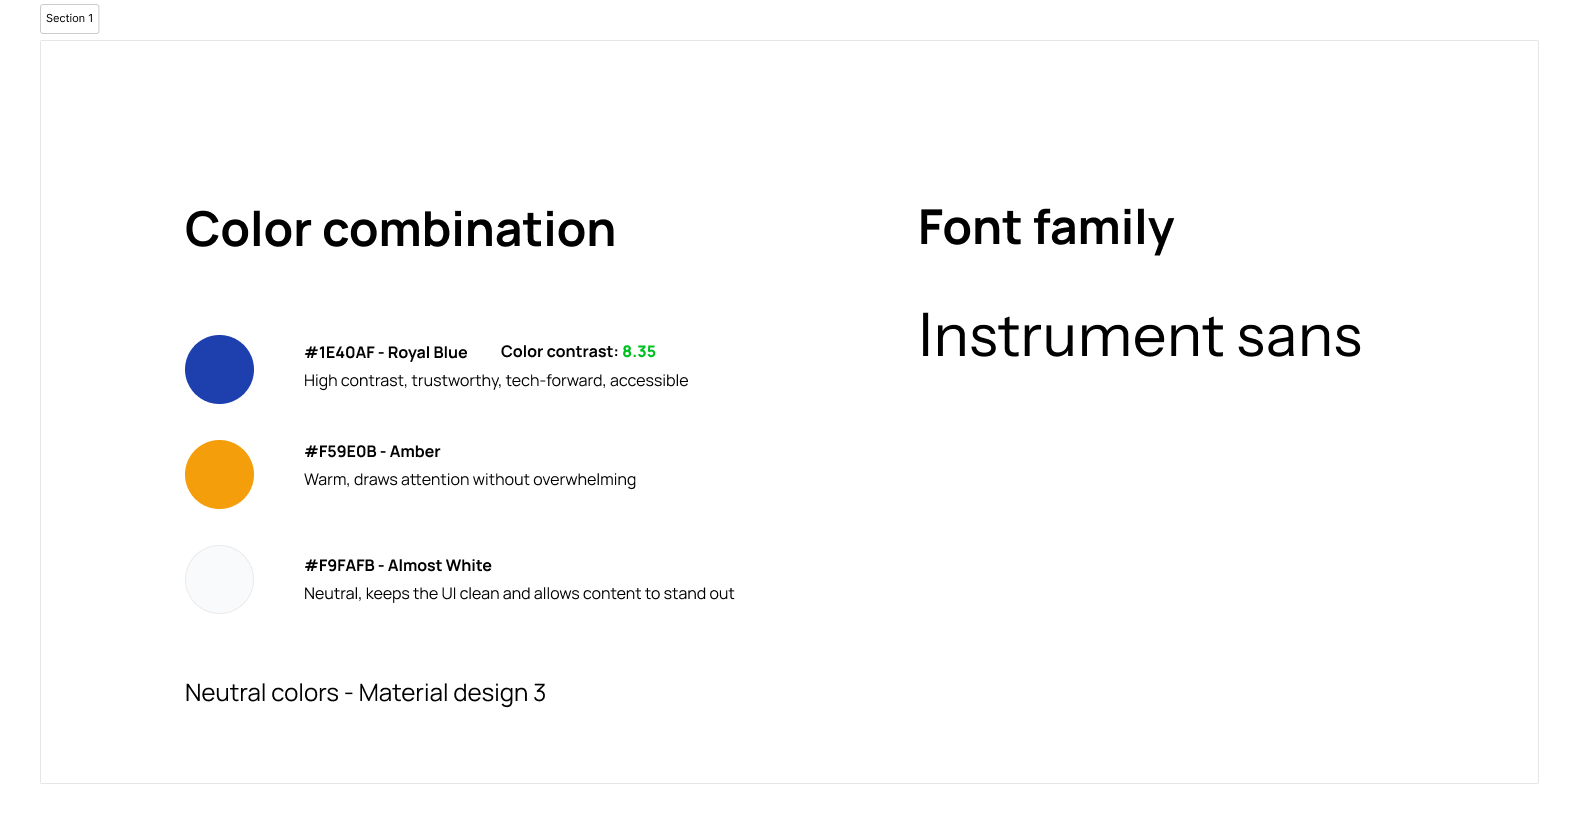 Section 1
Color combination
#1E40AF - Royal Blue
Color contrast: 8.35
High contrast, trustworthy, tech-forward, accessible
#F59E0B - Amber
Warm, draws attention without overwhelming
#F9FAFB - Almost White
Neutral, keeps the UI clean and allows content to stand out
Neutral colors - Material design 3
Font family
Instrument sans